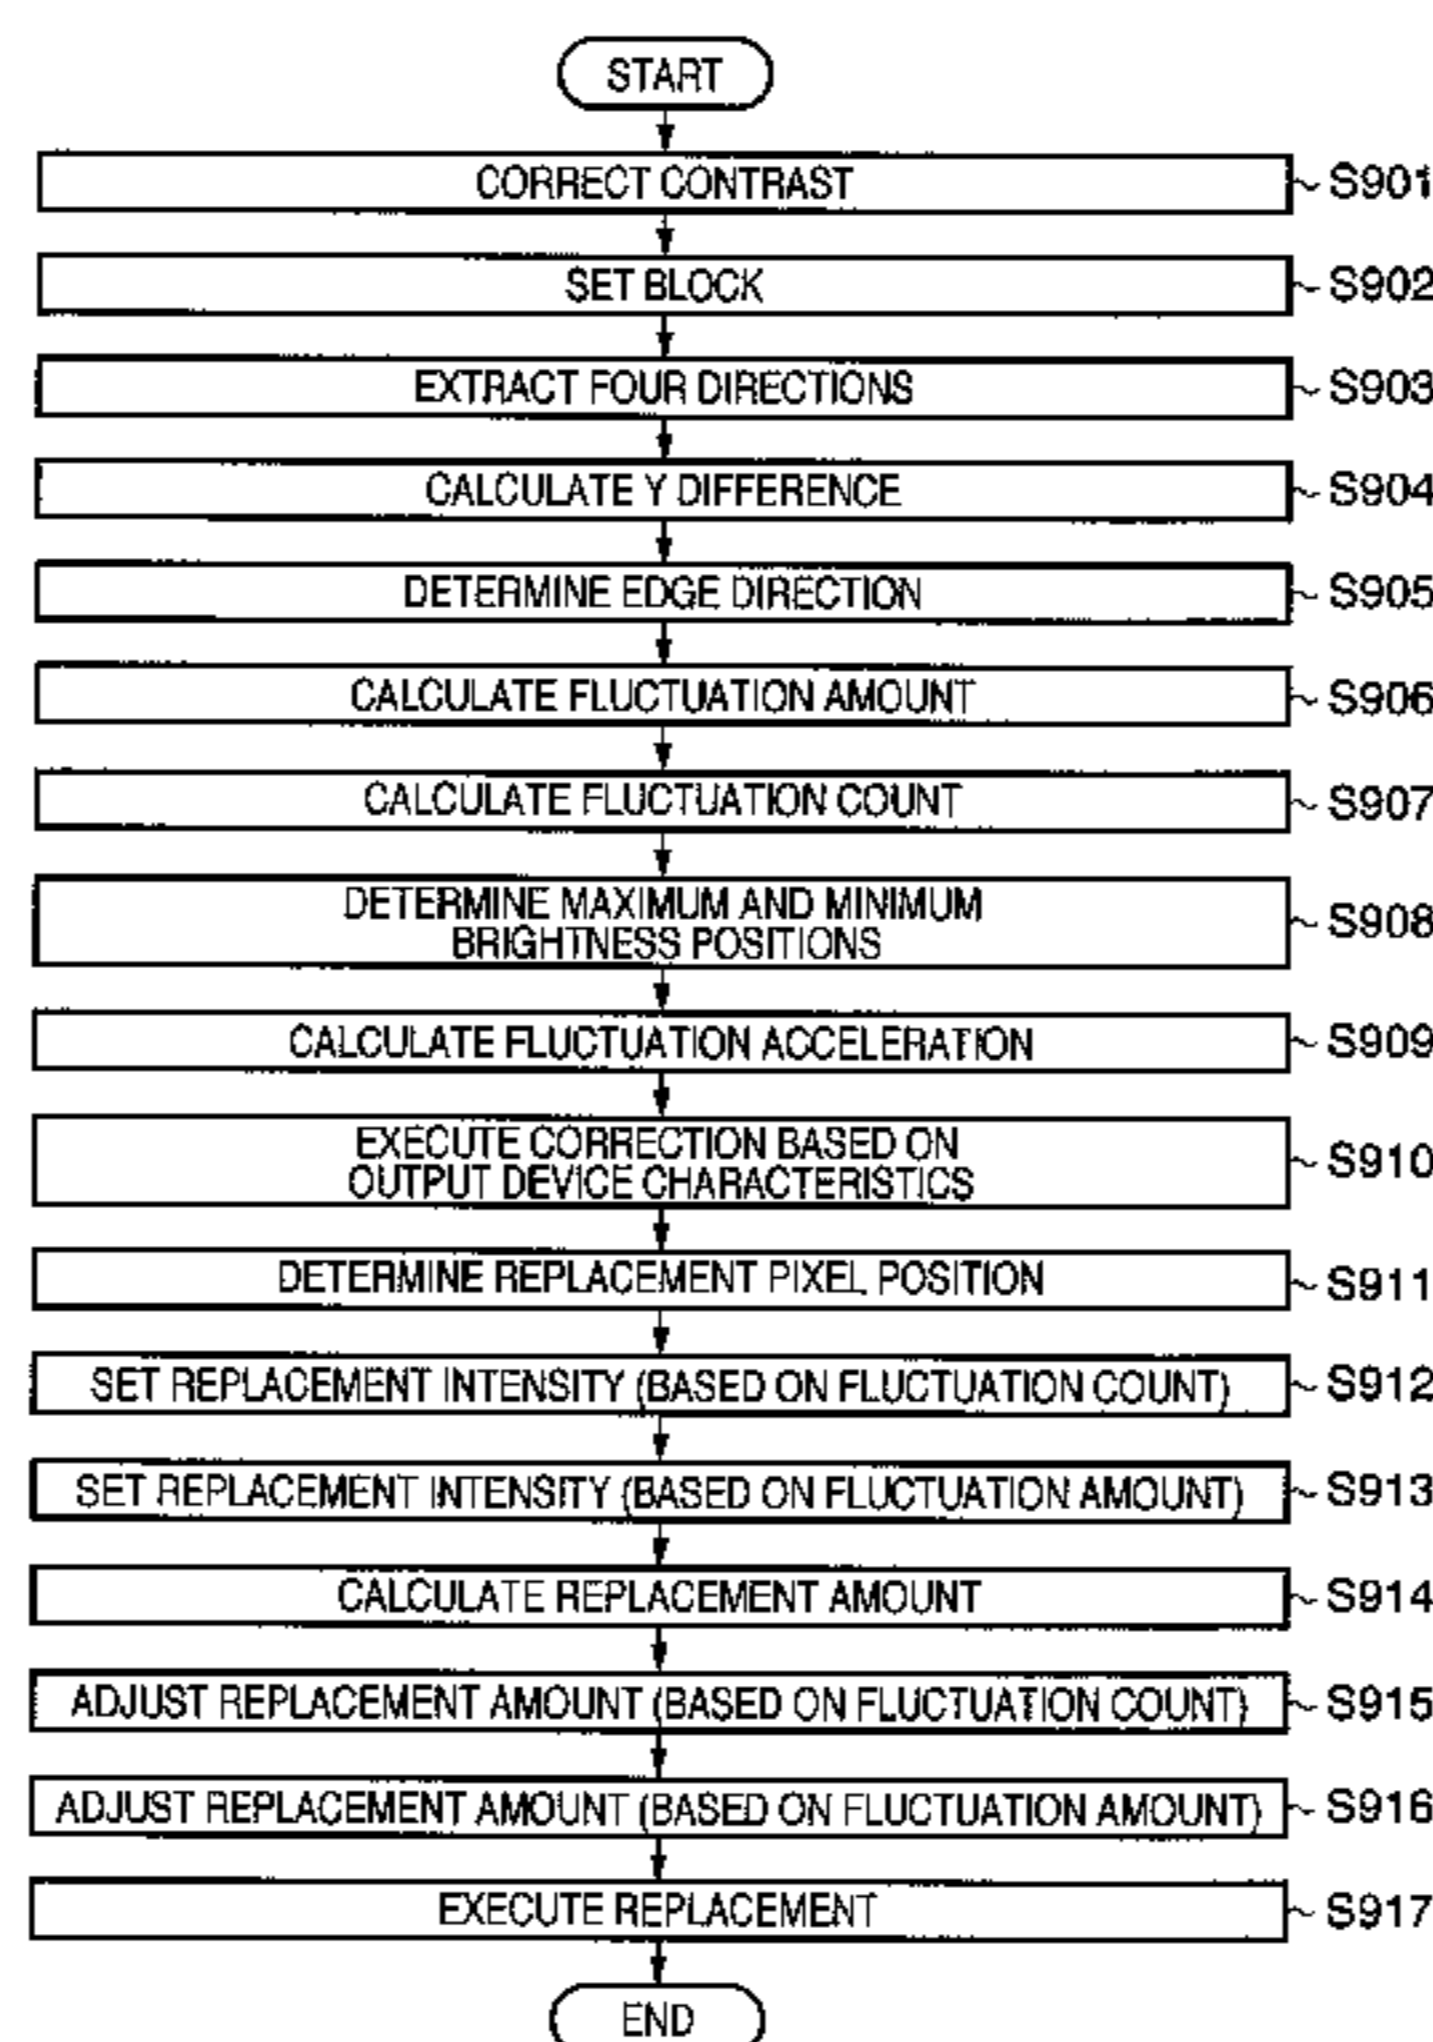 START
CORRECT CONTRAST ~S901
SET BLOCK ~S902
EXTRACT FOUR DIRECTIONS ~S903
CALCULATE Y DIFFERENCE ~S904
DETERMINE EDGE DIRECTION ~S905
CALCULATE FLUCTUATION AMOUNT ~S906
CALCULATE FLUCTUATION COUNT ~S907
DETERMINE MAXIMUM AND MINIMUM
BRIGHTNESS POSITIONS ~S908
CALCULATE FLUCTUATION ACCELERATION ~S909
EXECUTE CORRECTION BASED ON
OUTPUT DEVICE CHARACTERISTICS ~S910
DETERMINE REPLACEMENT PIXEL POSITION ~S911
SET REPLACEMENT INTENSITY (BASED ON FLUCTUATION COUNT) ~S912
SET REPLACEMENT INTENSITY (BASED ON FLUCTUATION AMOUNT) ~S913
CALCULATE REPLACEMENT AMOUNT ~S914
ADJUST REPLACEMENT AMOUNT (BASED ON FLUCTUATION COUNT) ~S915
ADJUST REPLACEMENT AMOUNT (BASED ON FLUCTUATION AMOUNT) ~S916
EXECUTE REPLACEMENT ~S917
END